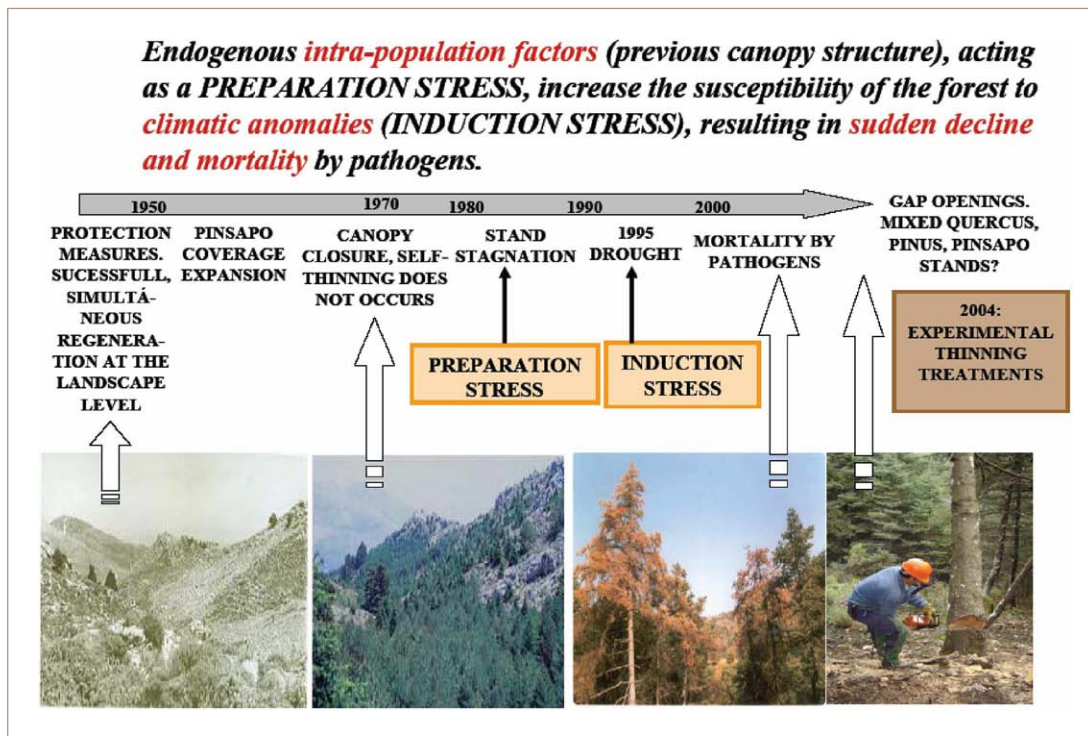 Endogenous intra-population factors (previous canopy structure), acting
as a PREPARATION STRESS, increase the susceptibility of the forest to
climatic anomalies (INDUCTION STRESS), resulting in sudden decline
and mortality by pathogens.
1950
1970
1980
1990
2000
PROTECTION
MEASURES.
SUCESSFULL,
SIMULTÁ-
NEOUS
REGENERA-
TION AT THE
LANDSCAPE
LEVEL
PINSAPO
COVERAGE
EXPANSION
CANOPY
CLOSURE, SELF-
THINNING DOES
NOT OCCURS
STAND
STAGNATION
1995
DROUGHT
MORTALITY BY
PATHOGENS
GAP OPENINGS.
MIXED QUERCUS,
PINUS, PINSAPO
STANDS?
PREPARATION
STRESS
INDUCTION
STRESS
2004:
EXPERIMENTAL
THINNING
TREATMENTS